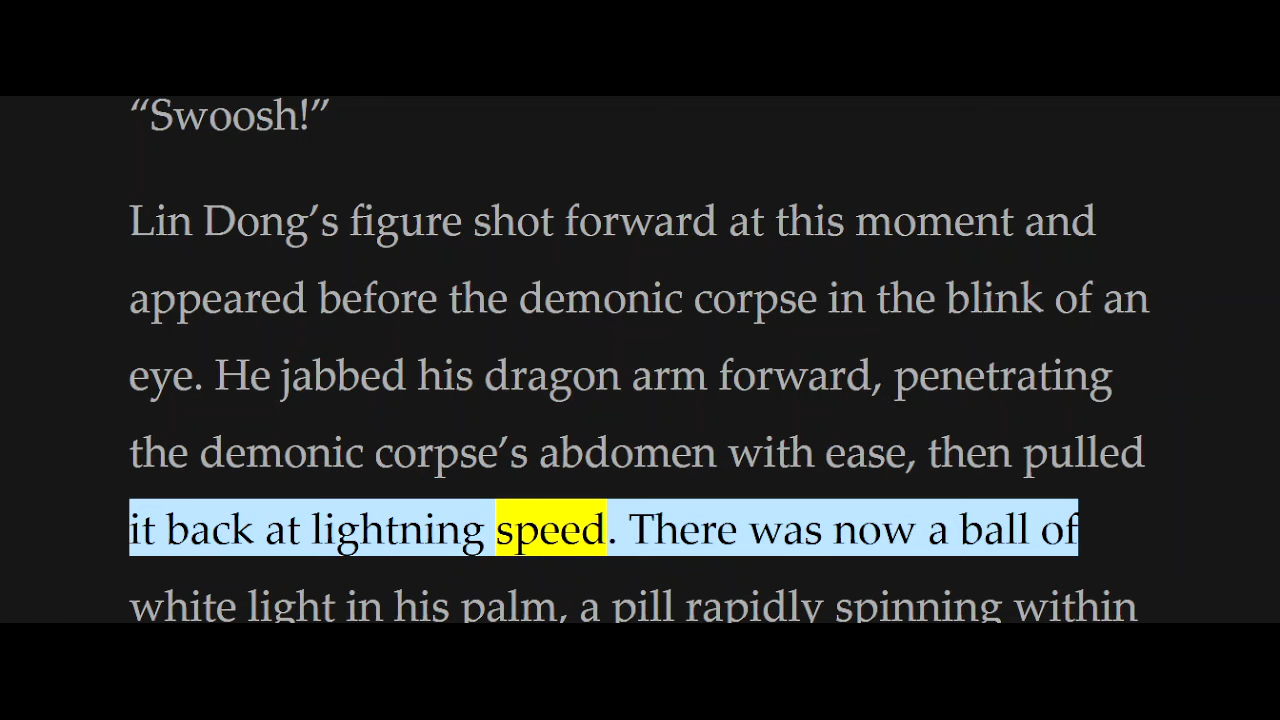 “Swoosh!”
Lin Dong’s figure shot forward at this moment and
appeared before the demonic corpse in the blink of an
eye. He jabbed his dragon arm forward, penetrating
the demonic corpse’s abdomen with ease, then pulled
it back at lightning speed. There was now a ball of
white light in his palm, a pill rapidly spinning within